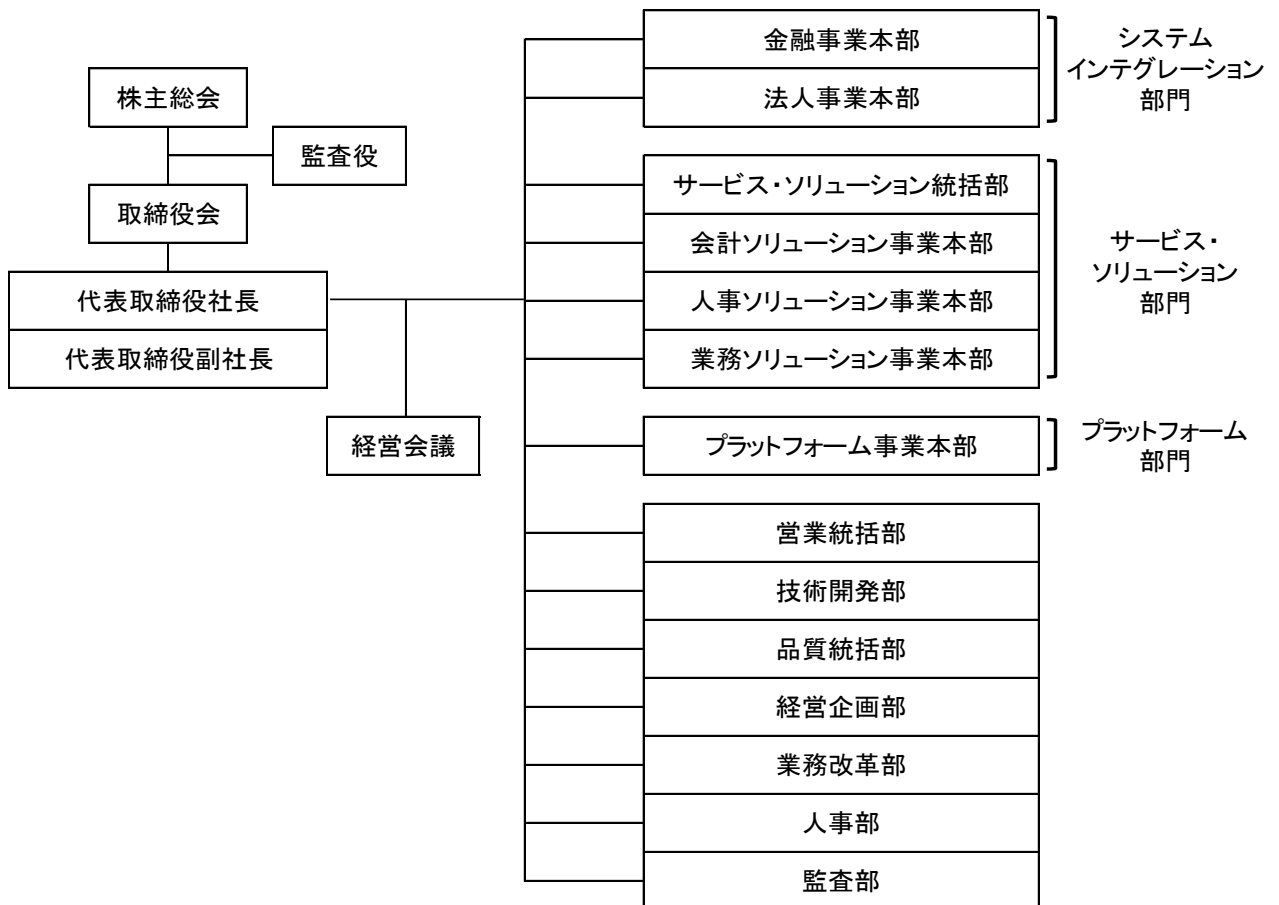 株主総会
監査役
取締役会
代表取締役社長
代表取締役副社長
経営会議
金融事業本部
法人事業本部
システム
インテグレーション
部門
サービス・ソリューション統括部
会計ソリューション事業本部
人事ソリューション事業本部
業務ソリューション事業本部
サービス・
ソリューション
部門
プラットフォーム事業本部
プラットフォーム
部門
営業統括部
技術開発部
品質統括部
経営企画部
業務改革部
人事部
監査部